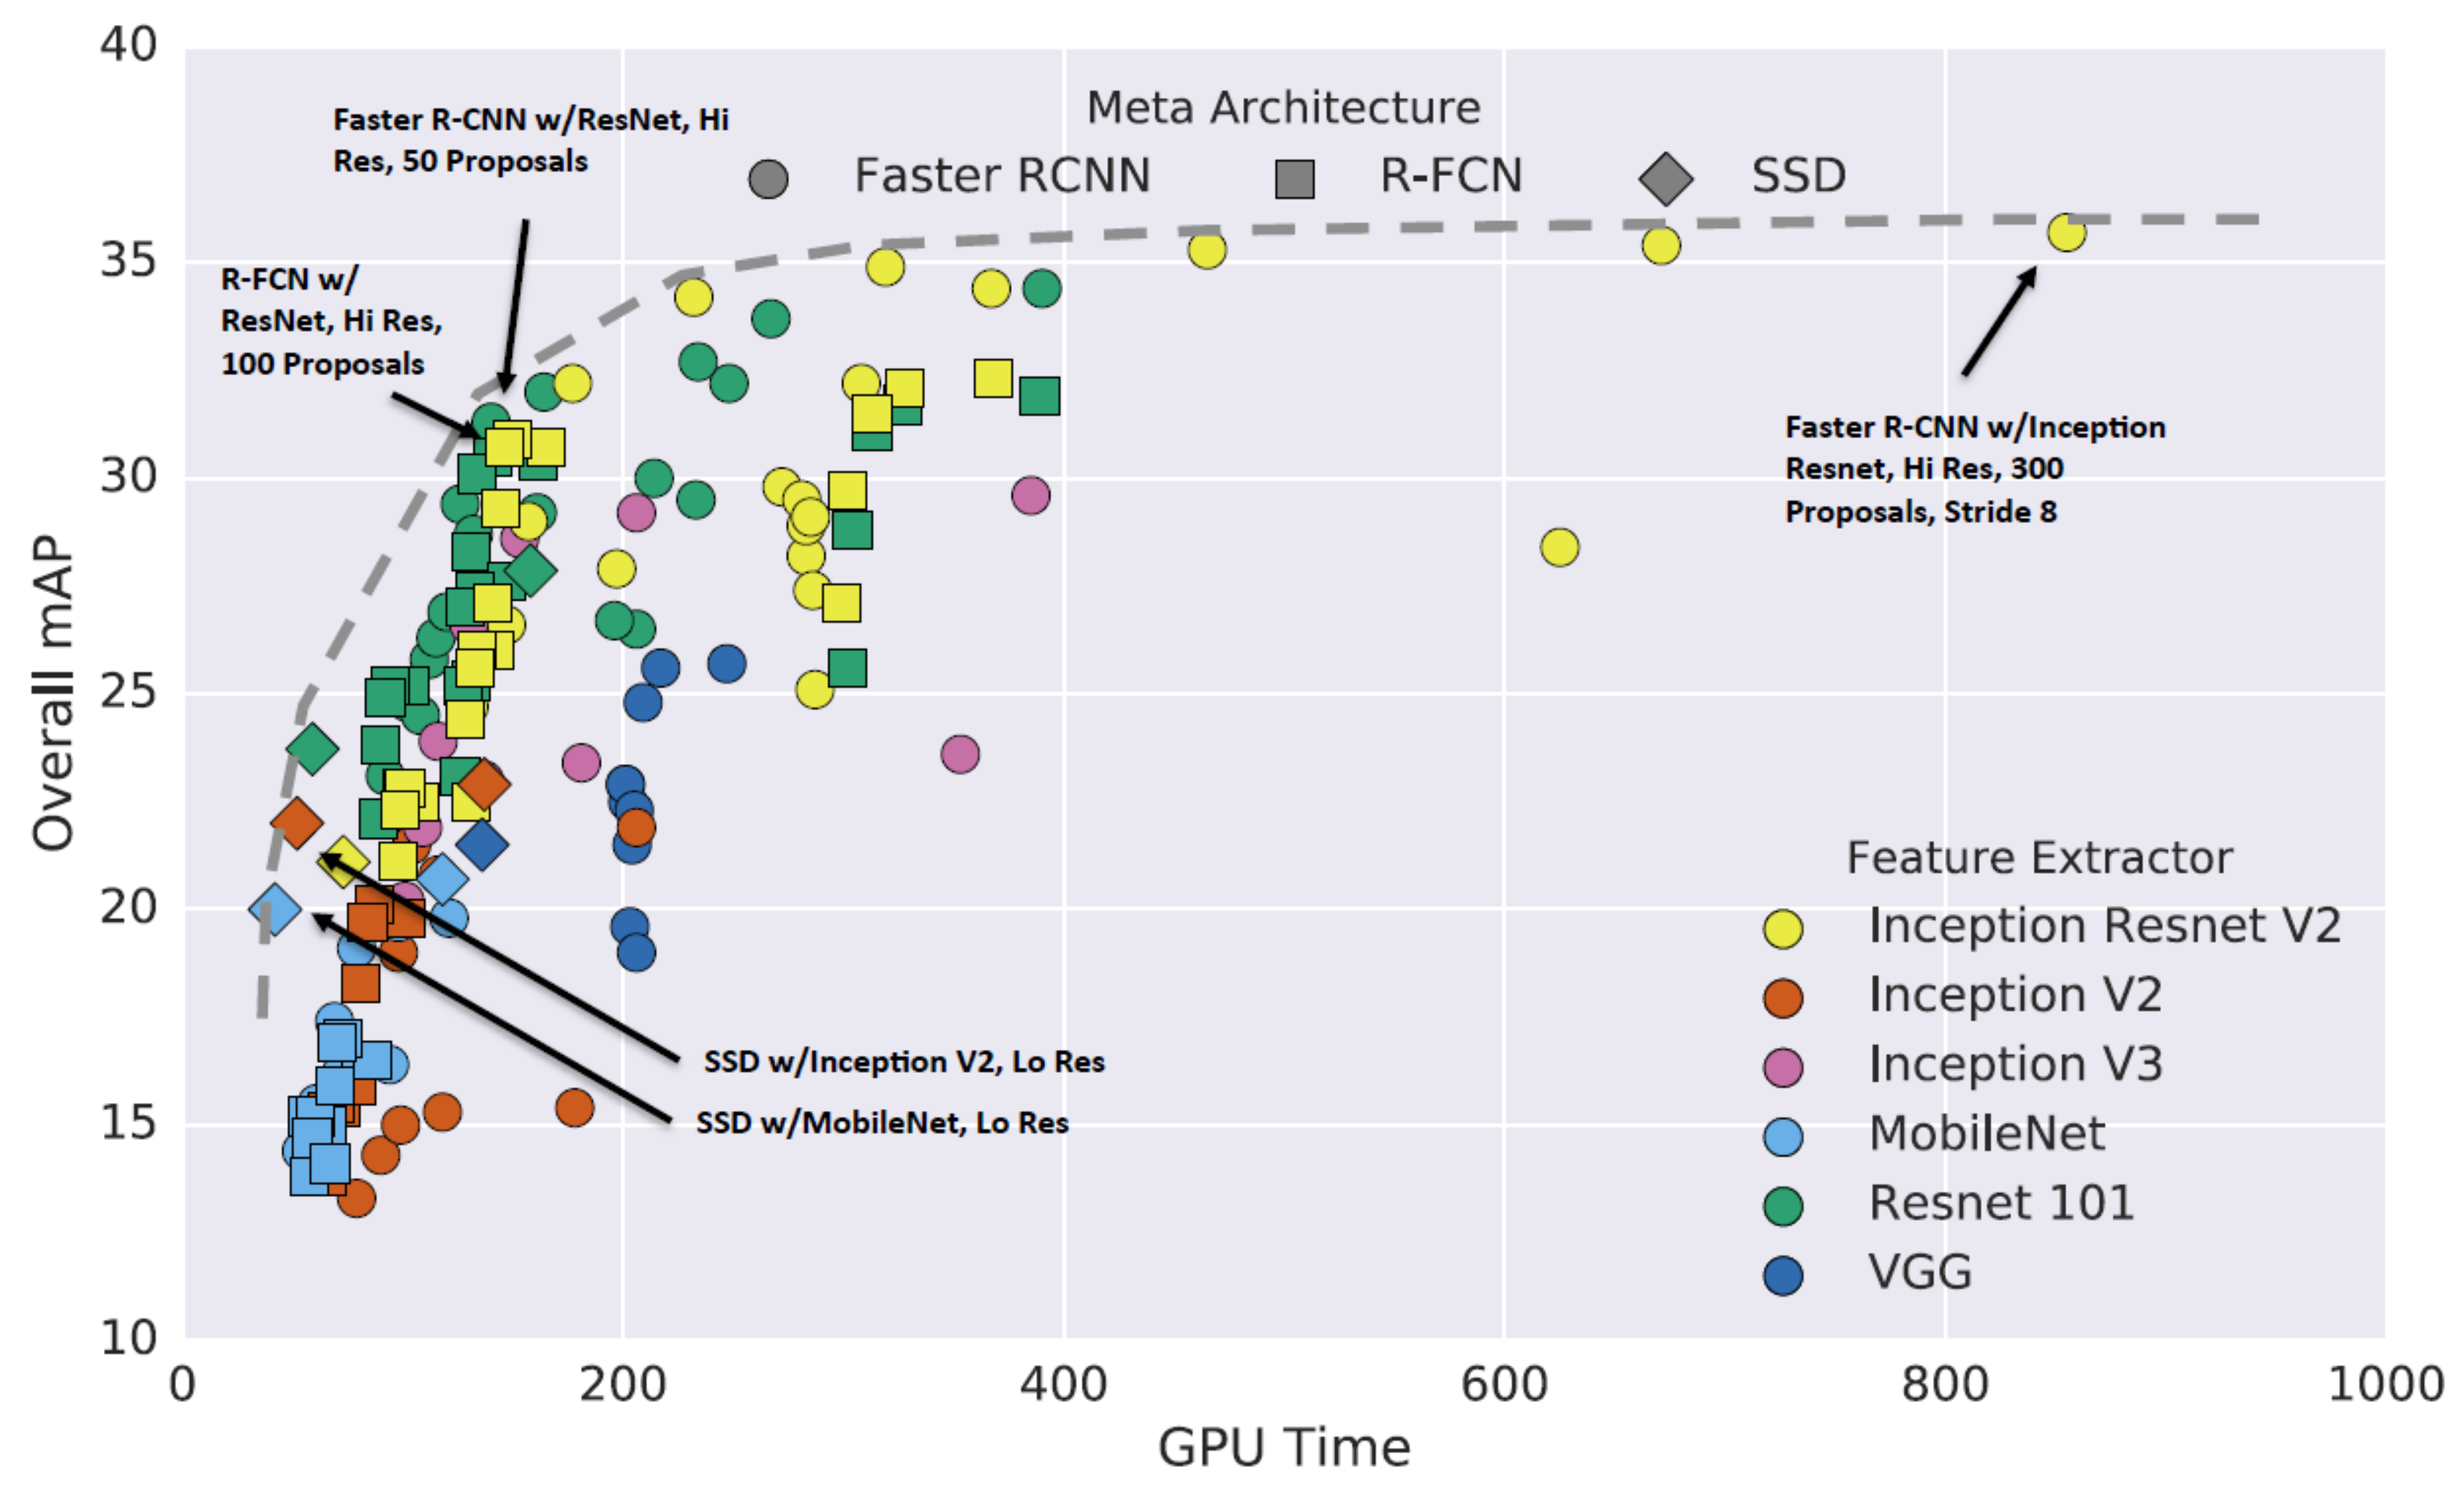 40
35
30
25
20
15
10
Overall mAP
0
200
400
600
800
1000
GPU Time
Meta Architecture
Faster RCNN
R-FCN
SSD
Faster R-CNN w/ResNet, Hi
Res, 50 Proposals
R-FCN w/
ResNet, Hi Res,
100 Proposals
Faster R-CNN w/Inception
Resnet, Hi Res, 300
Proposals, Stride 8
SSD w/Inception V2, Lo Res
SSD w/MobileNet, Lo Res
Feature Extractor
Inception Resnet V2
Inception V2
Inception V3
MobileNet
Resnet 101
VGG